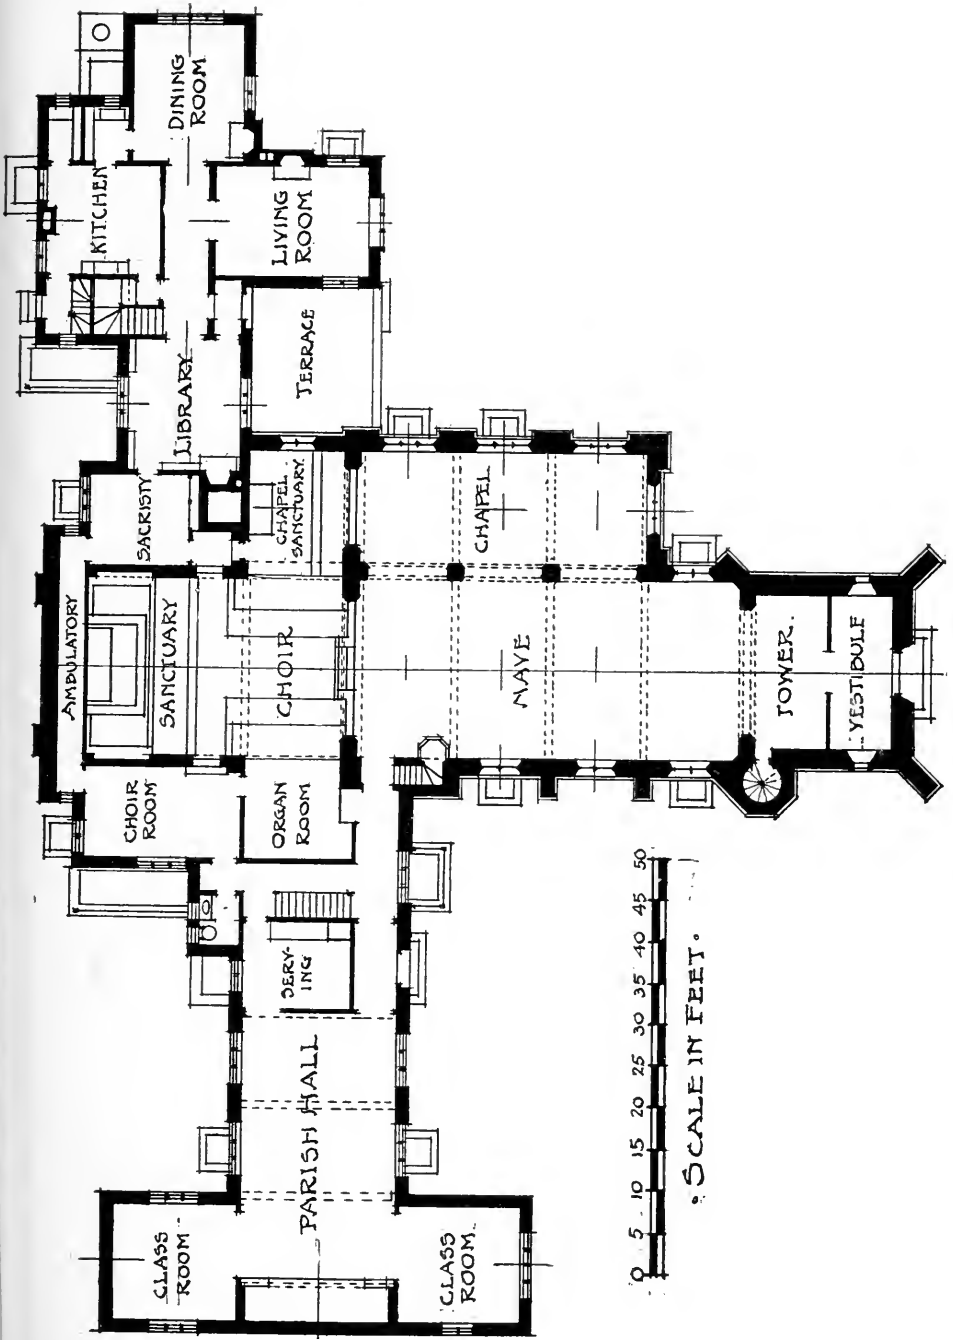 DINING
ROOM
KITCHEN
LIVING
ROOM
TERRACE
LIBRARY
SACRISTY
CHAPEL
SANCTUARY.
CHAPEL
AMBULATORY
SANCTUARY
CHOIR
NAVE
TOWER.
VESTIBULE
CHOIR
ROOM
ORGAN
ROOM
SERV-
ING
PARISH HALL
CLASS
ROOM
CLASS
ROOM.
0 5 10 15 20 25 30 35 40 45 50
.SCALE IN FEET.